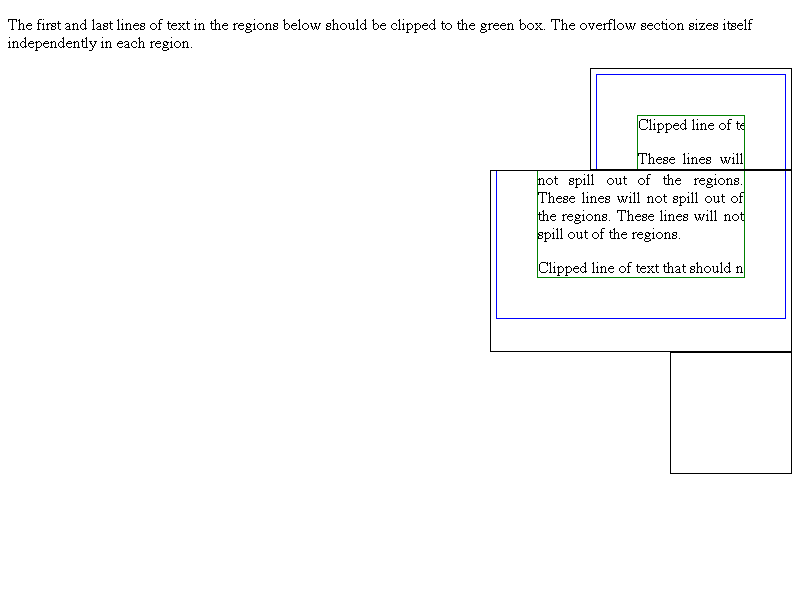 The first and last lines of text in the regions below should be clipped to the green box. The overflow section sizes itself
independently in each region.
Clipped line of te
These lines will
not spill out of the regions.
These lines will not spill out of
the regions. These lines will not
spill out of the regions.
Clipped line of text that should n